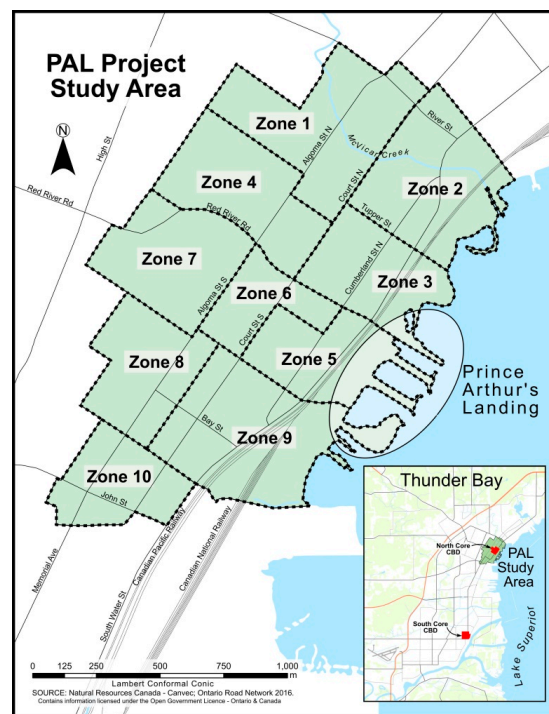 PAL Project
Study Area
N
High St
Zone 1
Algoma St N
McVicar Creek
River St
Court St N
Zone 2
Zone 4
Red River Rd
Red River Rd
Tupper St
Cumberland St N
Zone 7
Zone 3
Zone 6
Algoma St S
Court St S
Zone 8
Zone 5
Prince
Arthur's
Landing
Bay St
Zone 9
Zone 10
John St
Memorial Ave
South Water St
Canadian Pacific Railway
Canadian National Railway
Thunder Bay
North Core
CBD
PAL
Study
Area
South Core
CBD
Lake Superior
0 125 250 500 750 1,000
m
Lambert Conformal Conic
SOURCE: Natural Resources Canada - Canvec; Ontario Road Network 2016.
Contains information licensed under the Open Government Licence - Ontario & Canada